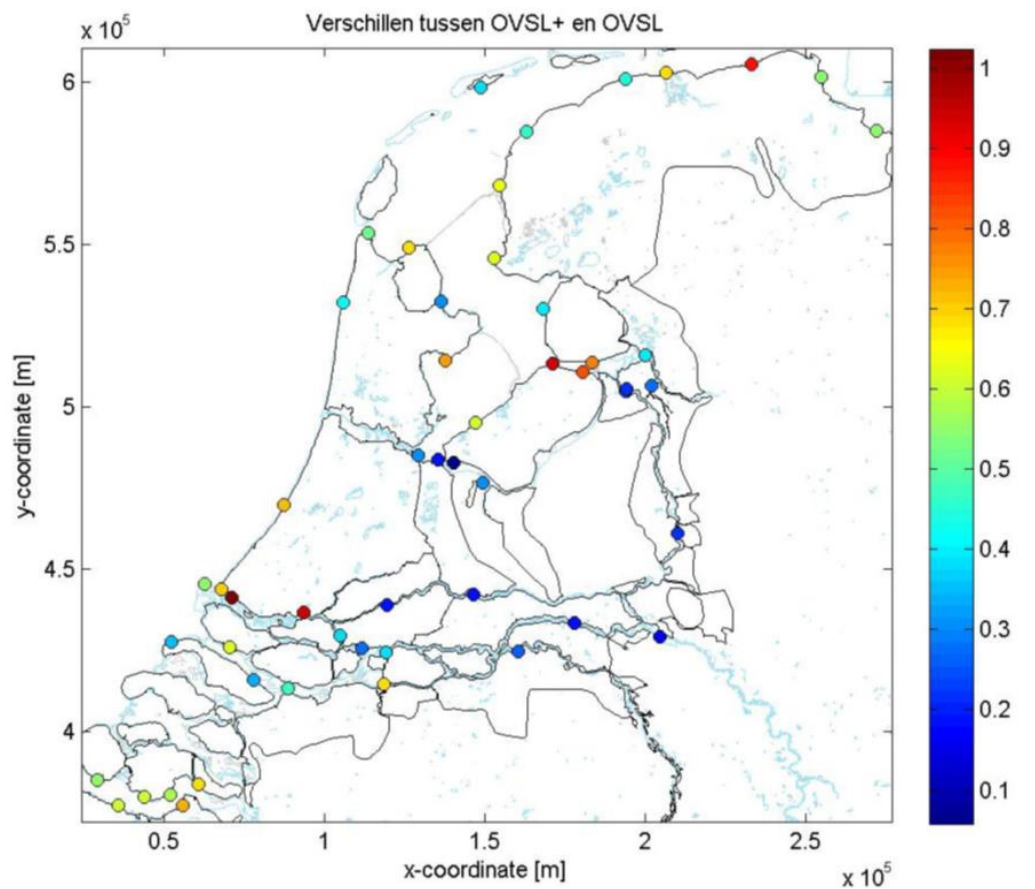 Verschillen tussen OVSL+ en OVSL
x 10^5
6
5.5
5
4.5
4
y-coordinate [m]
0.5 1 1.5 2 2.5
x-coordinate [m]
x 10^5
1
0.9
0.8
0.7
0.6
0.5
0.4
0.3
0.2
0.1